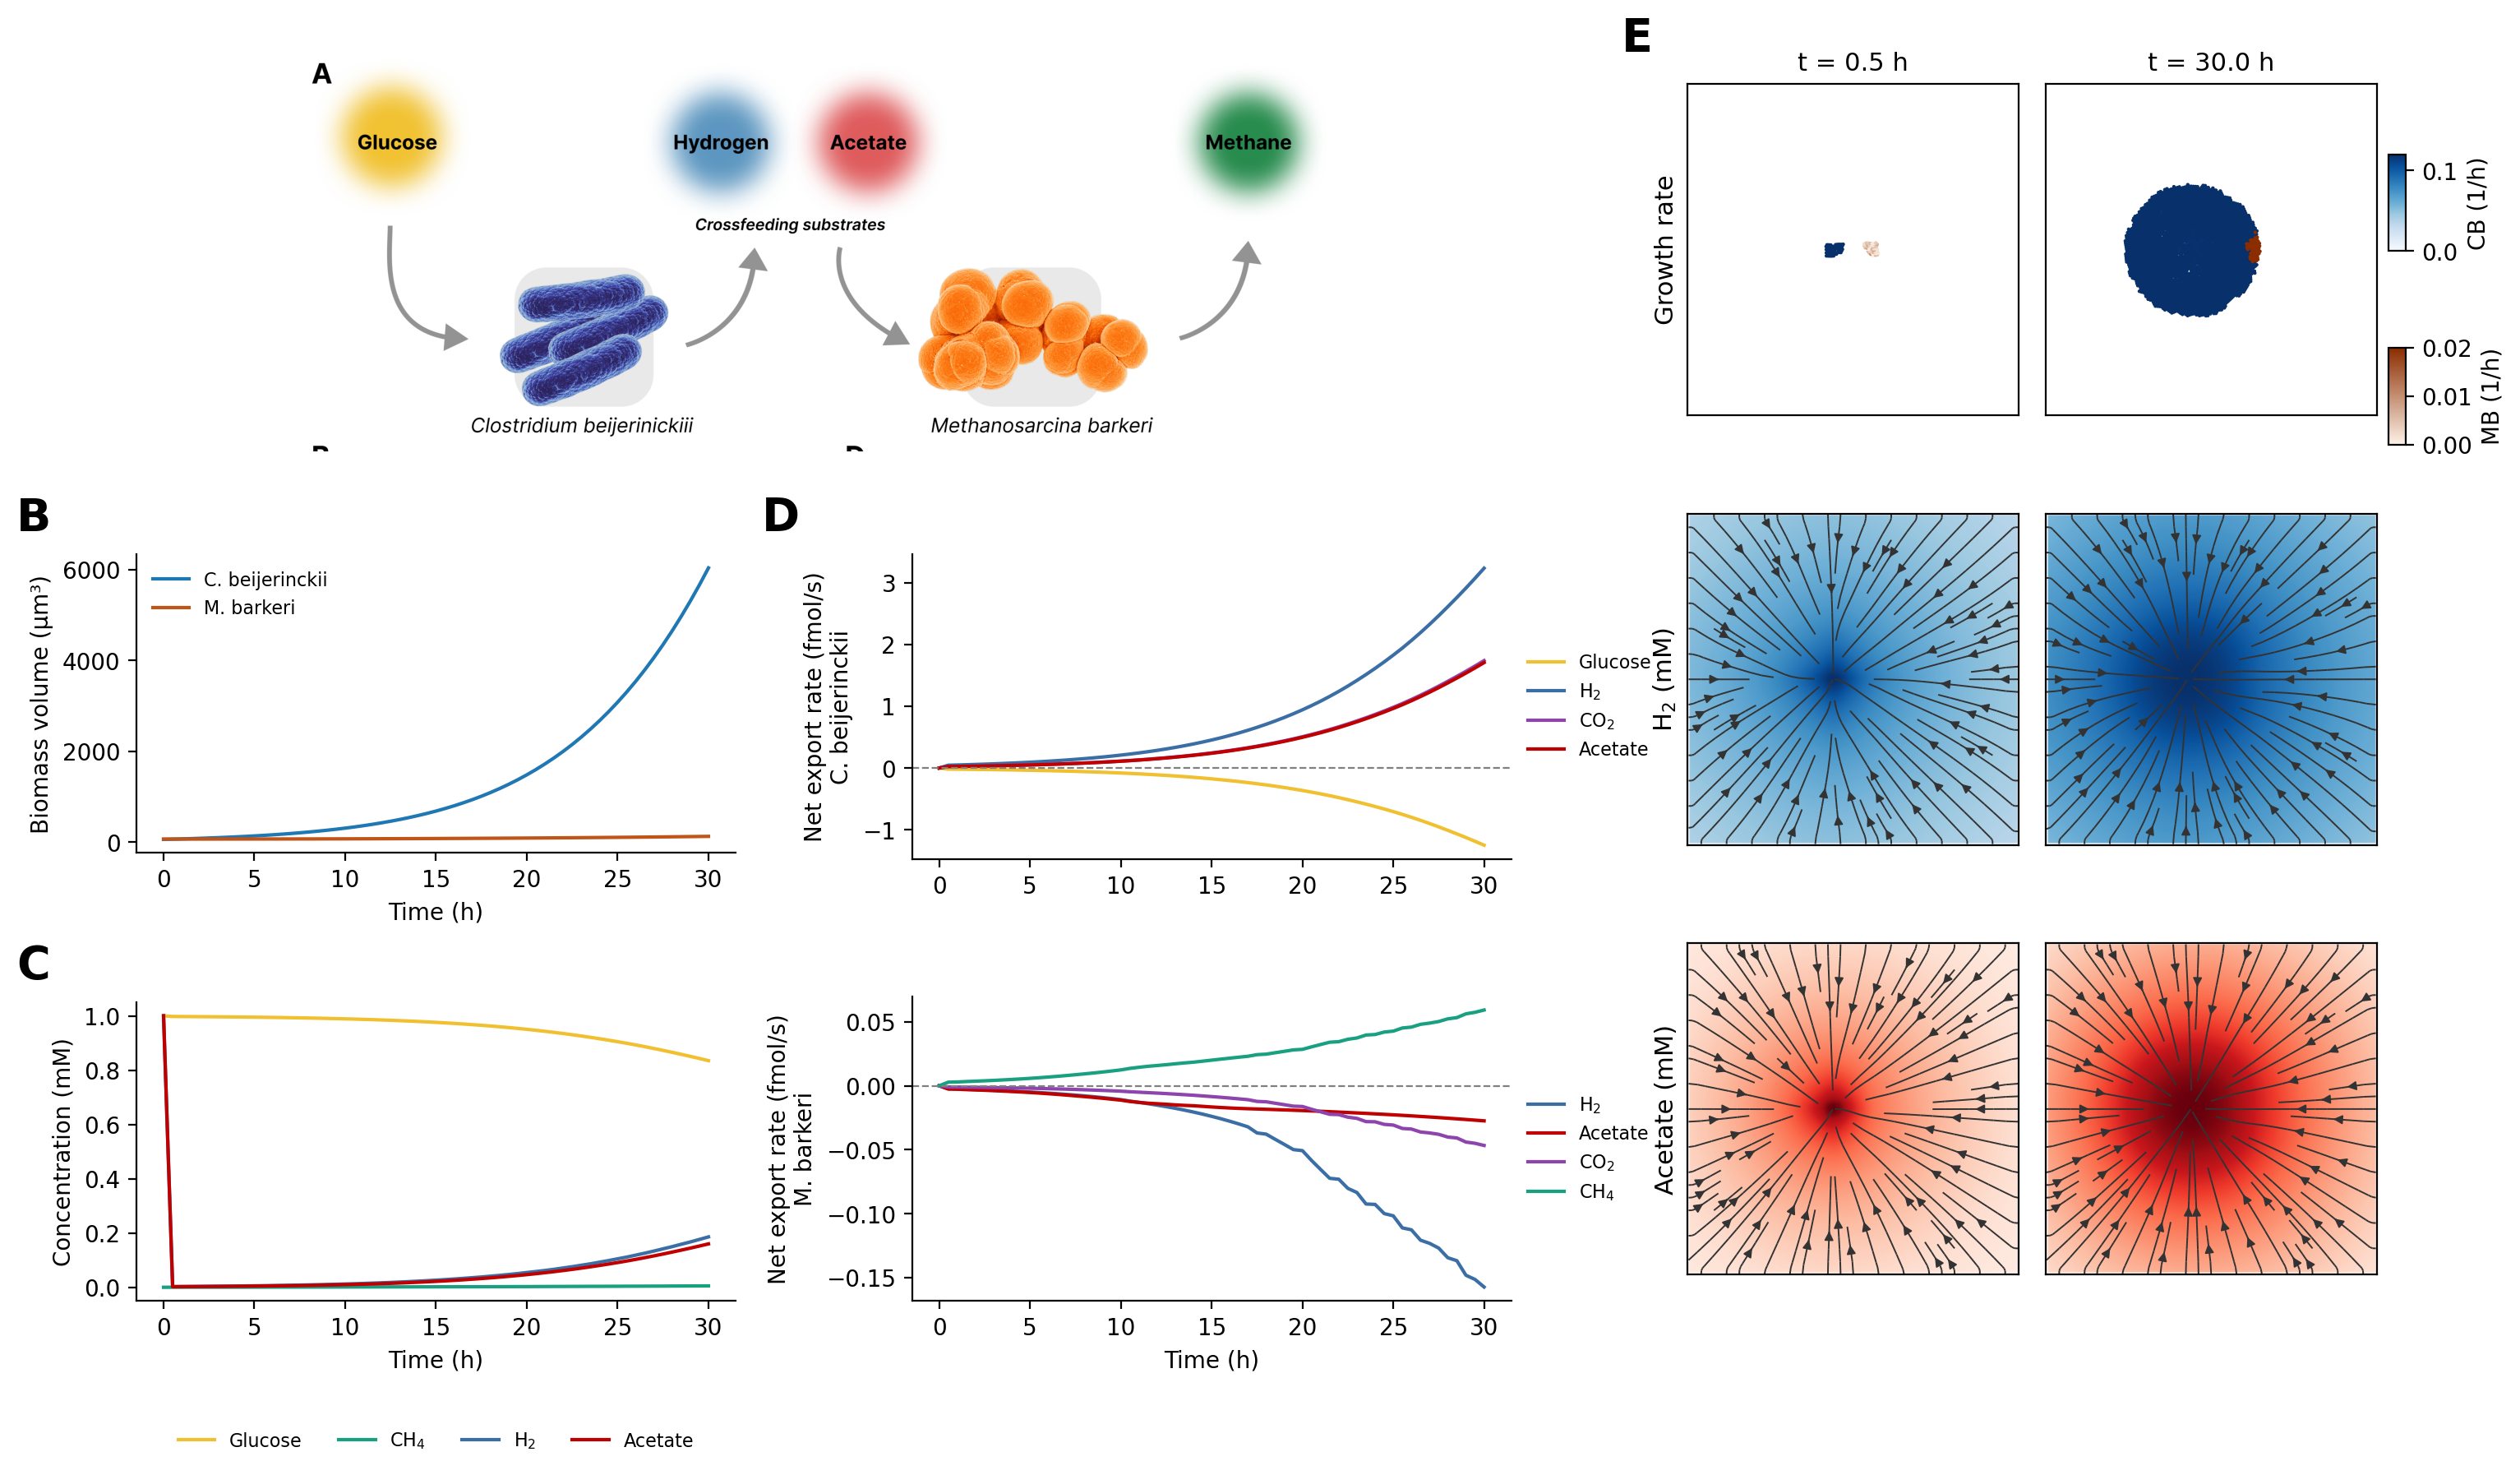 A
Glucose
Hydrogen
Acetate
Methane
Crossfeeding substrates
Clostridium beijerinickiii
Methanosarcina barkeri
B
6000
4000
2000
0
Biomass volume (μm³)
C. beijerinckii
M. barkeri
0 5 10 15 20 25 30
Time (h)
C
1.0
0.8
0.6
0.4
0.2
0.0
Concentration (mM)
0 5 10 15 20 25 30
Time (h)
Glucose CH₄ H₂ Acetate
D
Net export rate (fmol/s)
C. beijerinckii
3
2
1
0
−1
0 5 10 15 20 25 30
Glucose
H₂
CO₂
Acetate
Net export rate (fmol/s)
M. barkeri
0.05
0.00
−0.05
−0.10
−0.15
0 5 10 15 20 25 30
Time (h)
H₂
Acetate
CO₂
CH₄
E
t = 0.5 h
t = 30.0 h
Growth rate
0.1
0.0
CB (1/h)
0.02
0.01
0.00
MB (1/h)
H₂ (mM)
Acetate (mM)